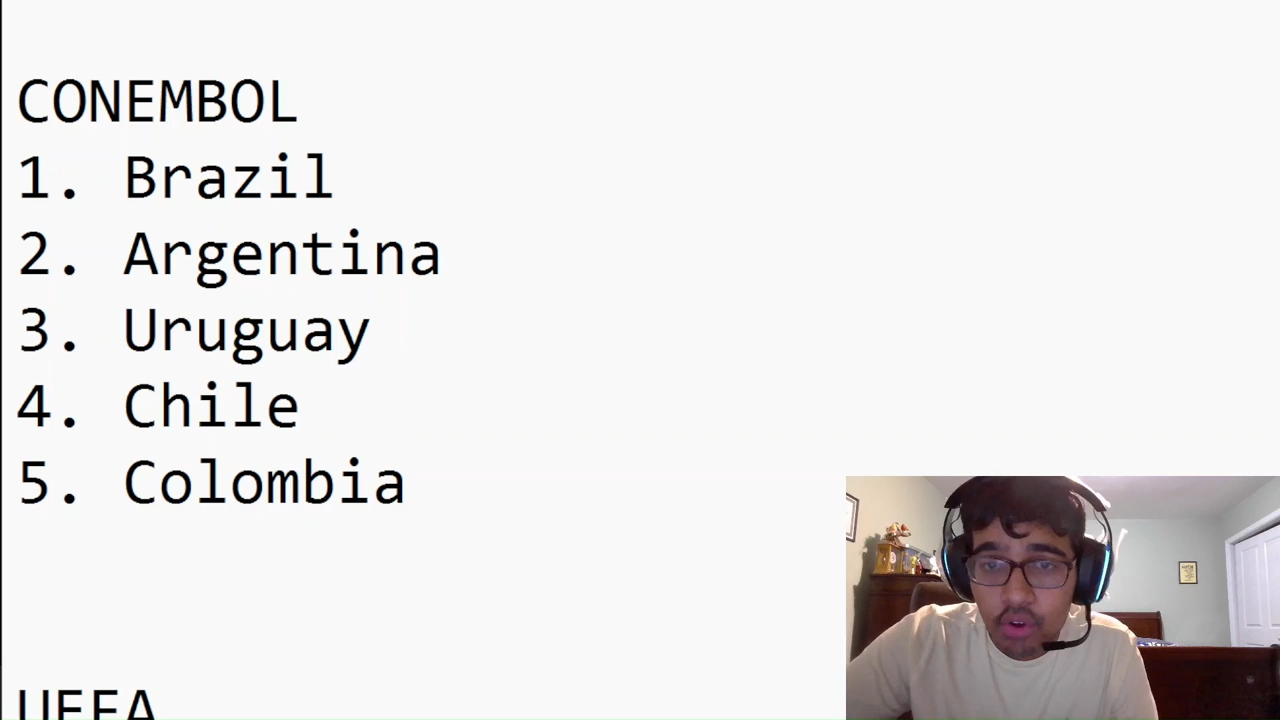 CONEMBOL
1. Brazil
2. Argentina
3. Uruguay
4. Chile
5. Colombia
UEFA